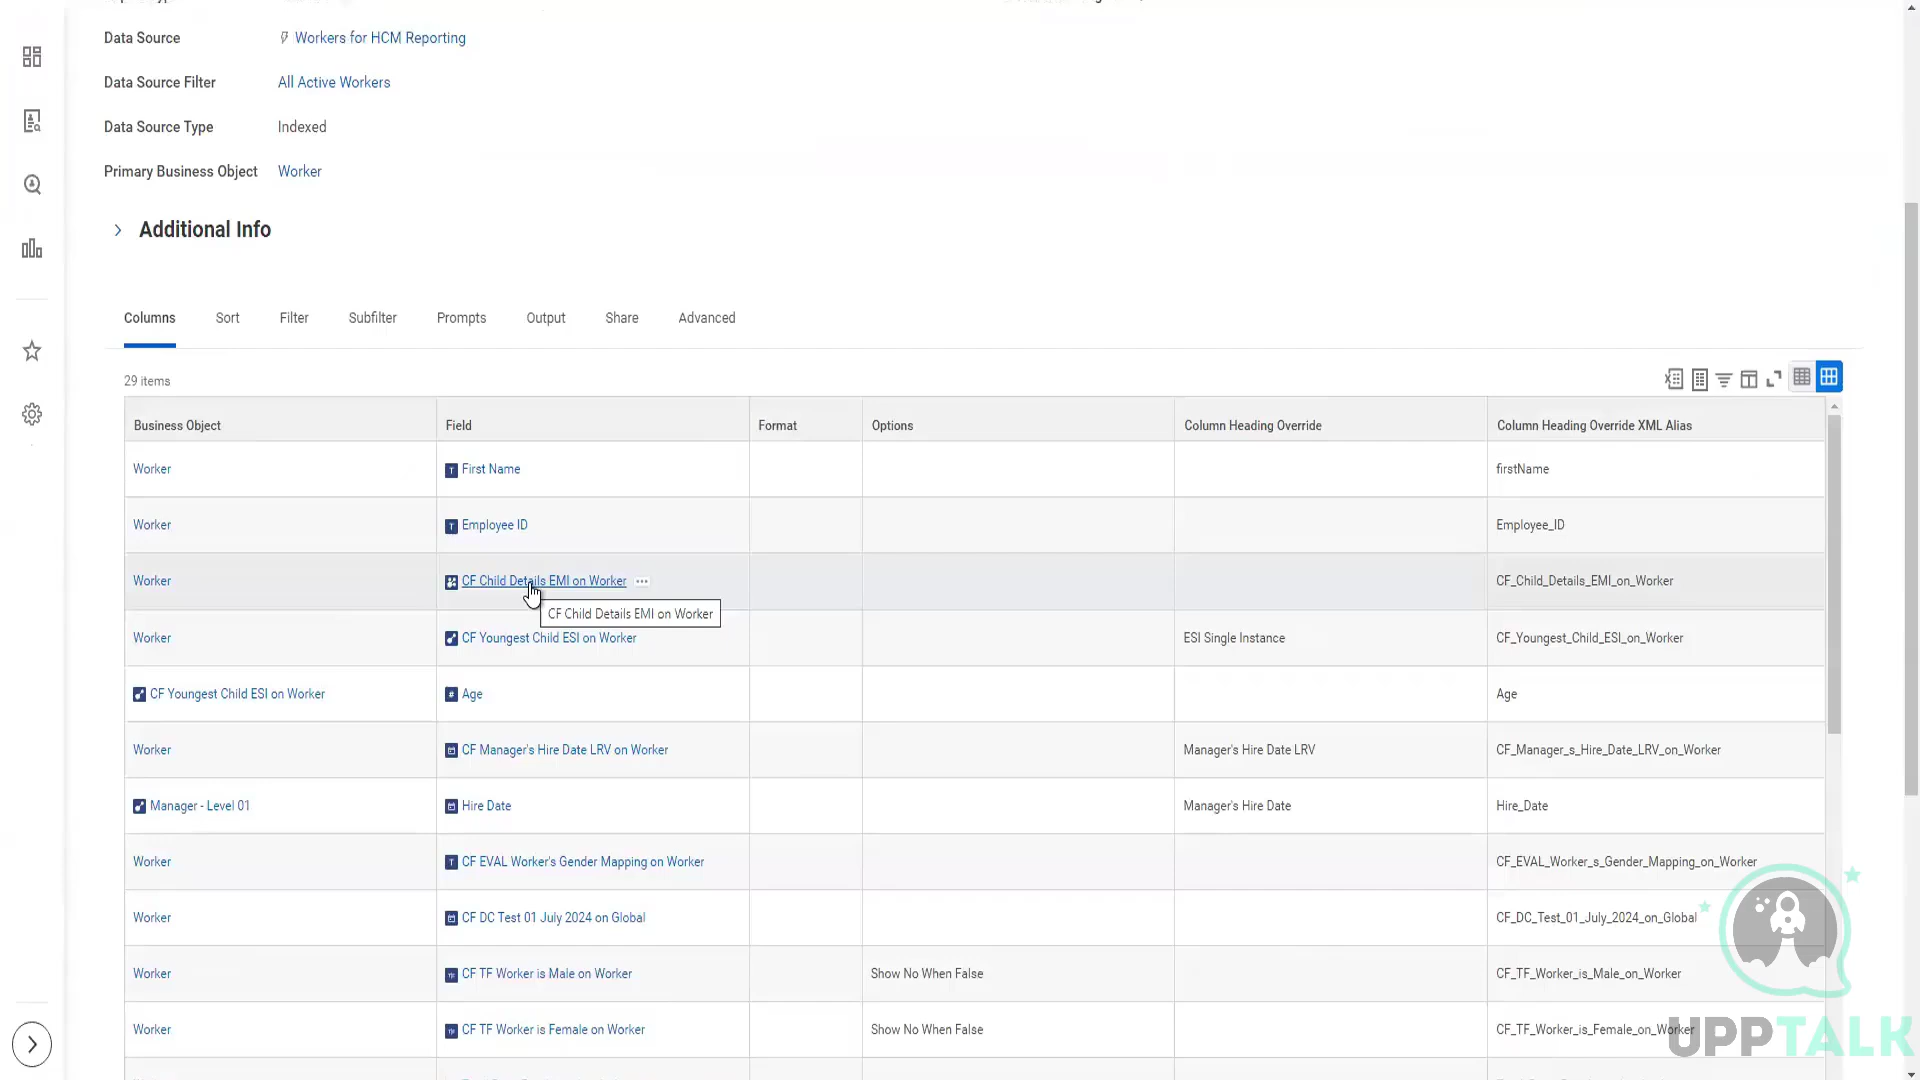 Data Source
Workers for HCM Reporting
Data Source Filter
All Active Workers
Data Source Type
Indexed
Primary Business Object
Worker
Additional Info
Columns Sort Filter Subfilter Prompts Output Share Advanced
29 items
Business Object Field Format Options Column Heading Override Column Heading Override XML Alias
Worker First Name firstName
Worker Employee ID Employee_ID
Worker CF Child Details EMI on Worker CF_Child_Details_EMI_on_Worker
CF Child Details EMI on Worker
Worker CF Youngest Child ESI on Worker ESI Single Instance CF_Youngest_Child_ESI_on_Worker
CF Youngest Child ESI on Worker Age Age
Worker CF Manager's Hire Date LRV on Worker Manager's Hire Date LRV CF_Manager_s_Hire_Date_LRV_on_Worker
Manager - Level 01 Hire Date Manager's Hire Date Hire_Date
Worker CF EVAL Worker's Gender Mapping on Worker CF_EVAL_Worker_s_Gender_Mapping_on_Worker
Worker CF DC Test 01 July 2024 on Global CF_DC_Test_01_July_2024_on_Global
Worker CF TF Worker is Male on Worker Show No When False CF_TF_Worker_is_Male_on_Worker
Worker CF TF Worker is Female on Worker Show No When False CF_TF_Worker_is_Female_on_Worker
UPPTALK